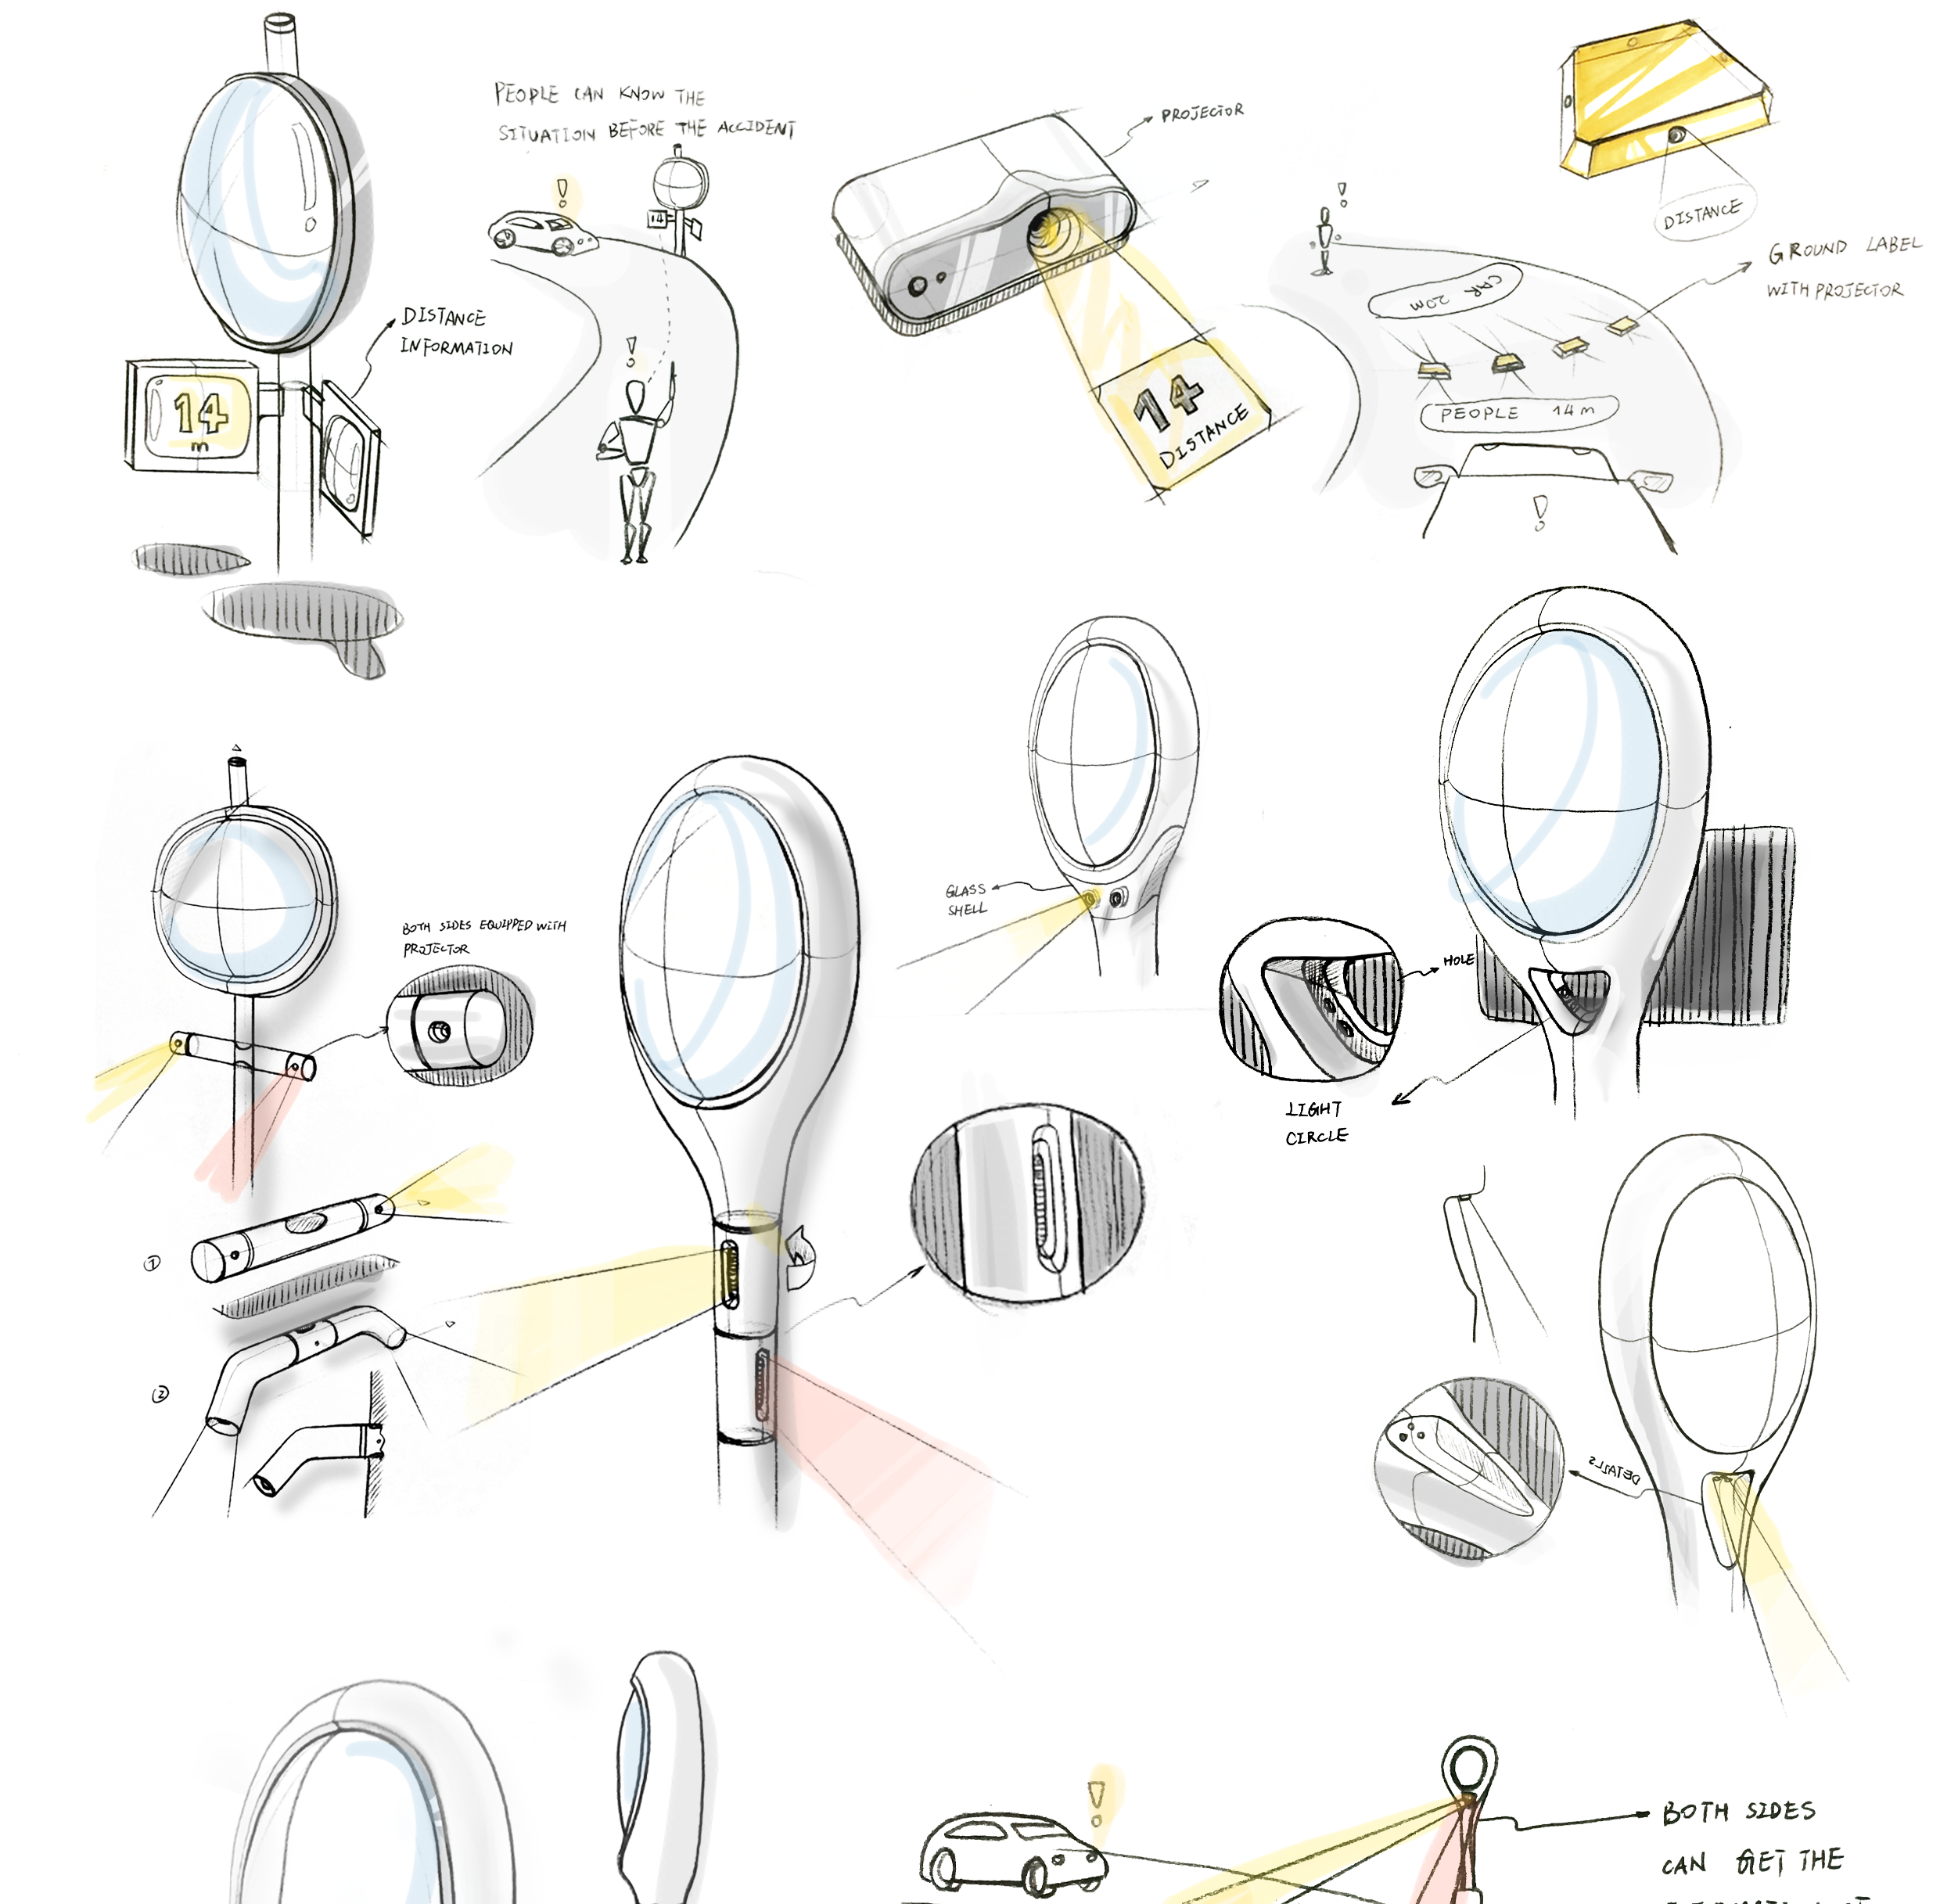 PEOPLE CAN KNOW THE
SITUATION BEFORE THE ACCIDENT
14
DISTANCE
INFORMATION
14
m
PROJECTOR
14
DISTANCE
DISTANCE
GROUND LABEL
WITH PROJECTOR
CAR 20m
PEOPLE 14m
BOTH SIDES EQUIPPED WITH
PROJECTOR
GLASS
SHELL
HOLE
LIGHT
CIRCLE
1
2
DETAILS
BOTH SIDES
CAN GET THE